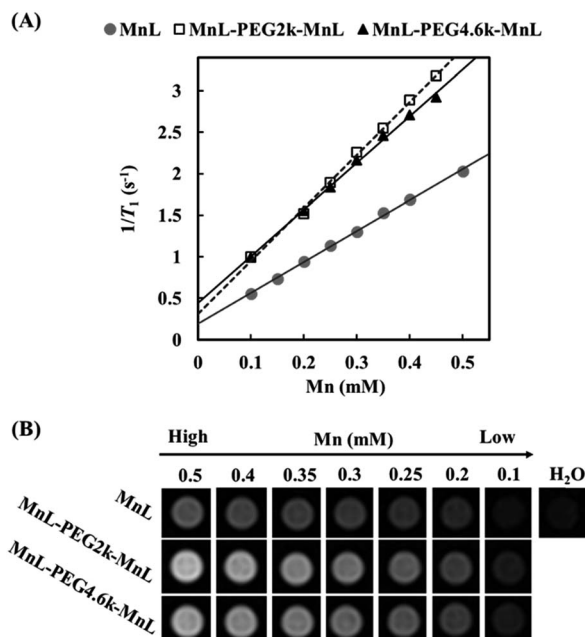 (A)
MnL MnL-PEG2k-MnL MnL-PEG4.6k-MnL
3
2.5
2
1.5
1
0.5
0
1/T1 (s-1)
0 0.1 0.2 0.3 0.4 0.5
Mn (mM)
(B)
High Mn (mM) Low
0.5 0.4 0.35 0.3 0.25 0.2 0.1 H2O
MnL
MnL-PEG2k-MnL
MnL-PEG4.6k-MnL